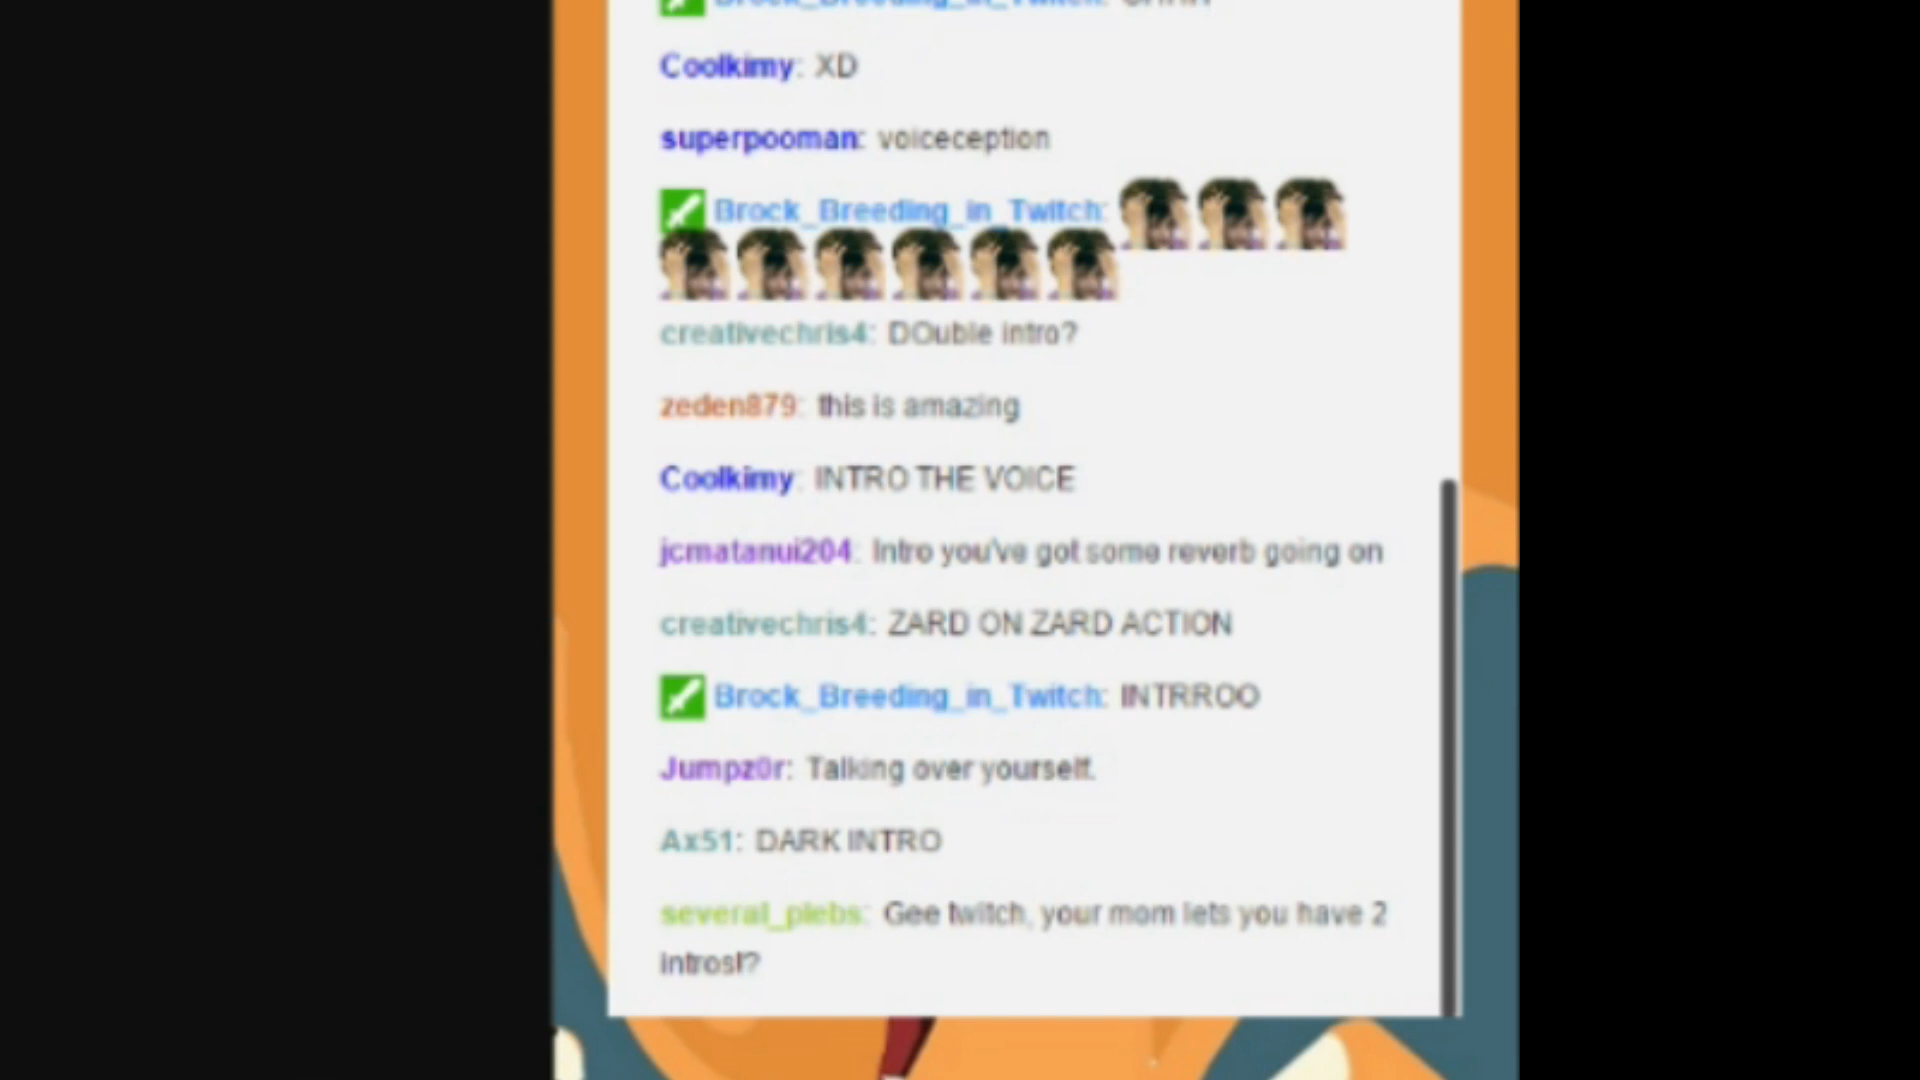 Brock_Breeding_in_Twitch:
Coolkimy: XD
superpooman: voiceception
Brock_Breeding_in_Twitch:
creativechris4: DOuble intro?
zeden879: this is amazing
Coolkimy: INTRO THE VOICE
jcmatanui204: Intro you've got some reverb going on
creativechris4: ZARD ON ZARD ACTION
Brock_Breeding_in_Twitch: INTRROO
Jumpz0r: Talking over yourself.
Ax51: DARK INTRO
several_plebs: Gee twitch, your mom lets you have 2
intros!?